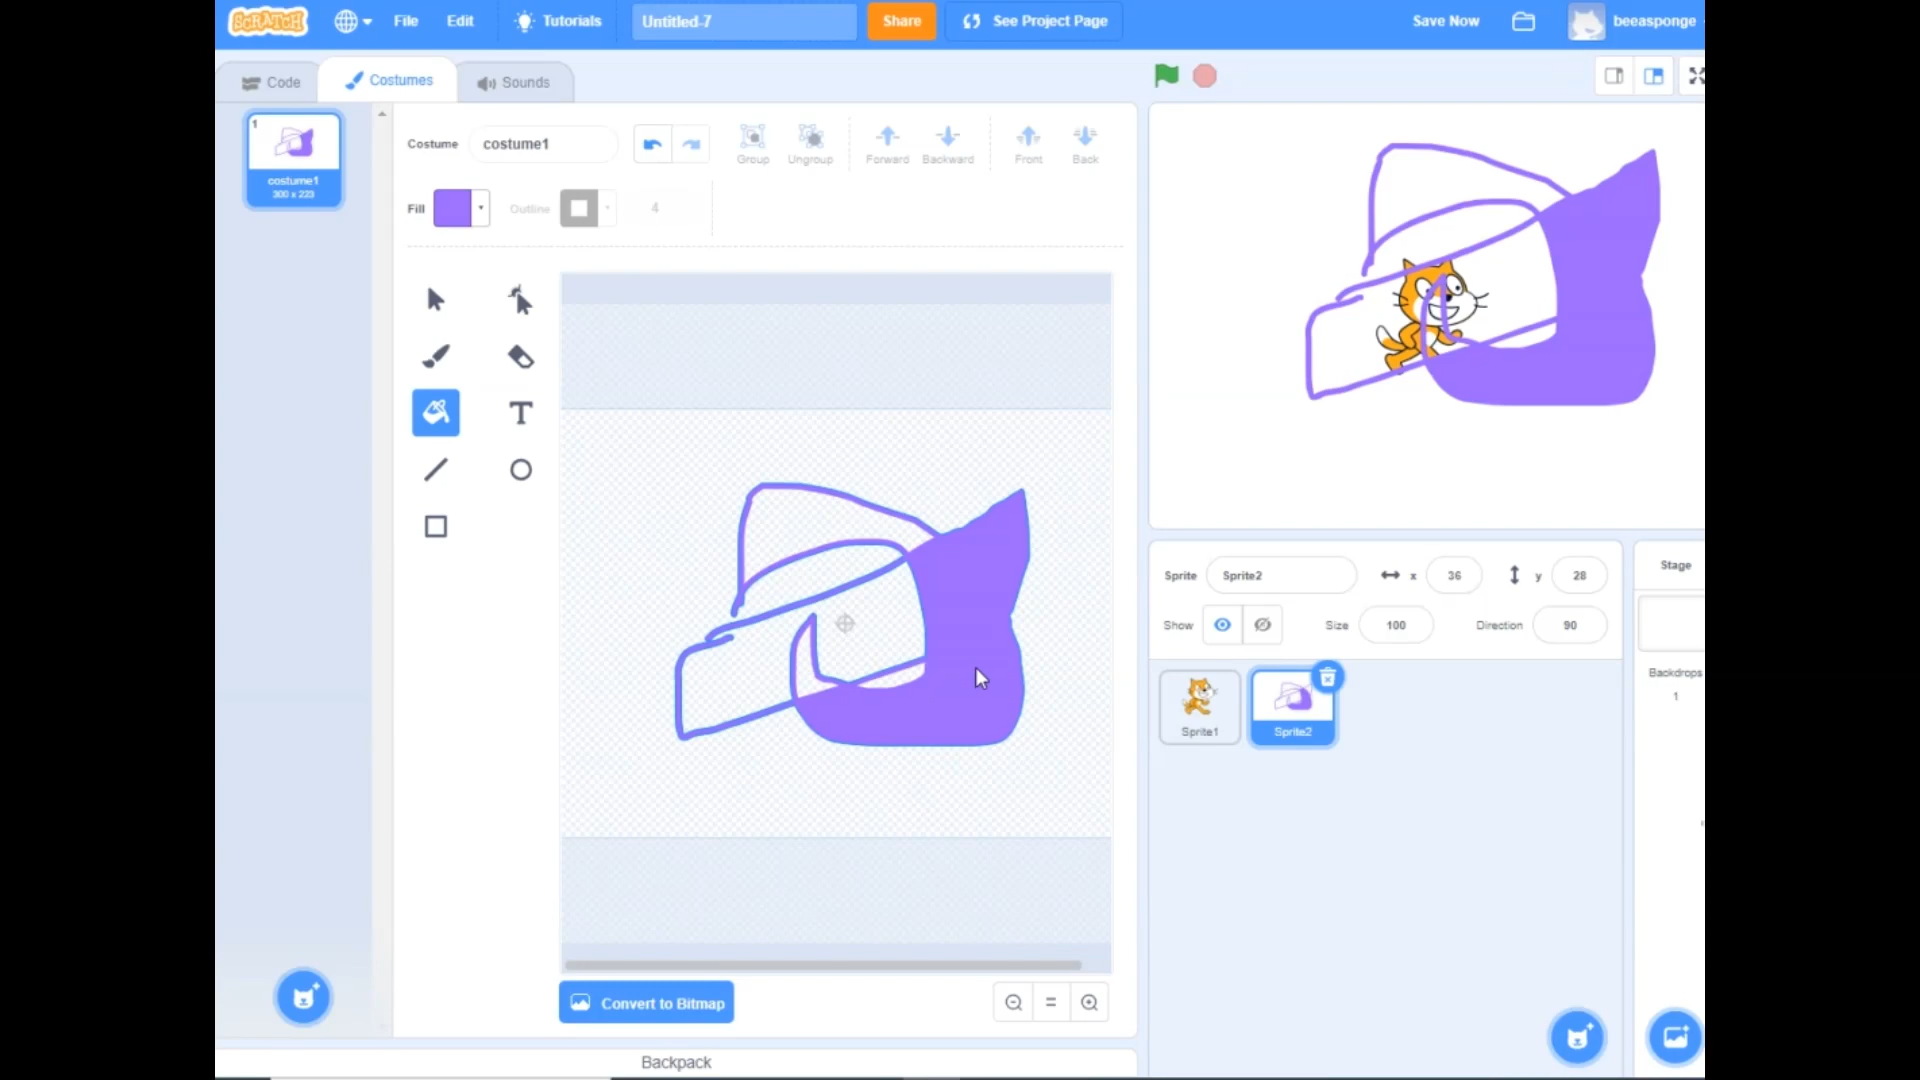 SCRATCH File Edit Tutorials Untitled-7 Share See Project Page Save Now beeasponge
Code Costumes Sounds
1
costume1
300 x 223
Costume costume1 Group Ungroup Forward Backward Front Back
Fill Outline 4
T
Convert to Bitmap
Backpack
Sprite Sprite2 x 36 y 28
Show Size 100 Direction 90
Sprite1 Sprite2
Stage
Backdrops
1